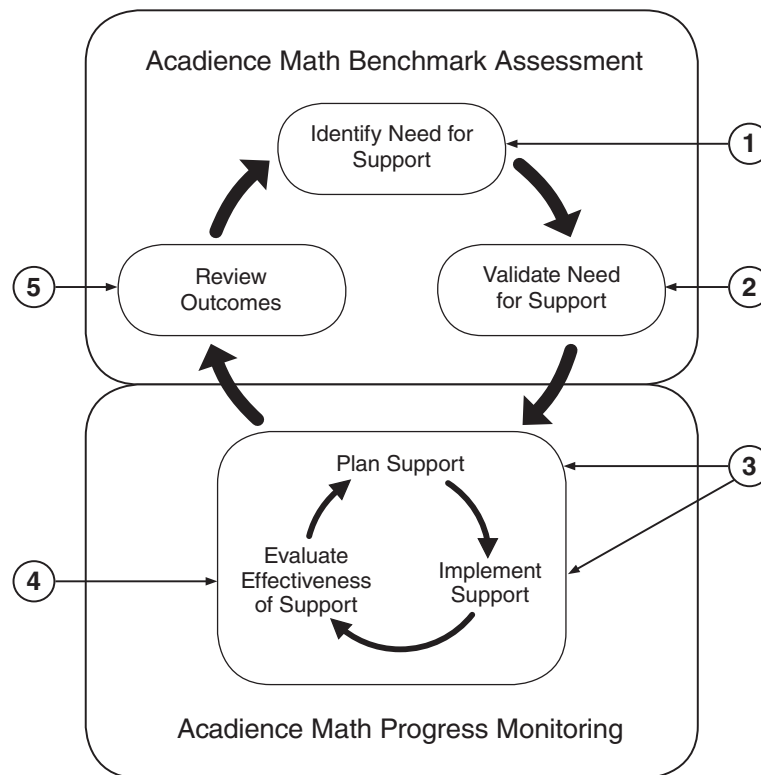 Acadience Math Benchmark Assessment
Identify Need for
Support
1
Review
Outcomes
5
Validate Need
for Support
2
Plan Support
3
Evaluate
Effectiveness
of Support
4
Implement
Support
Acadience Math Progress Monitoring